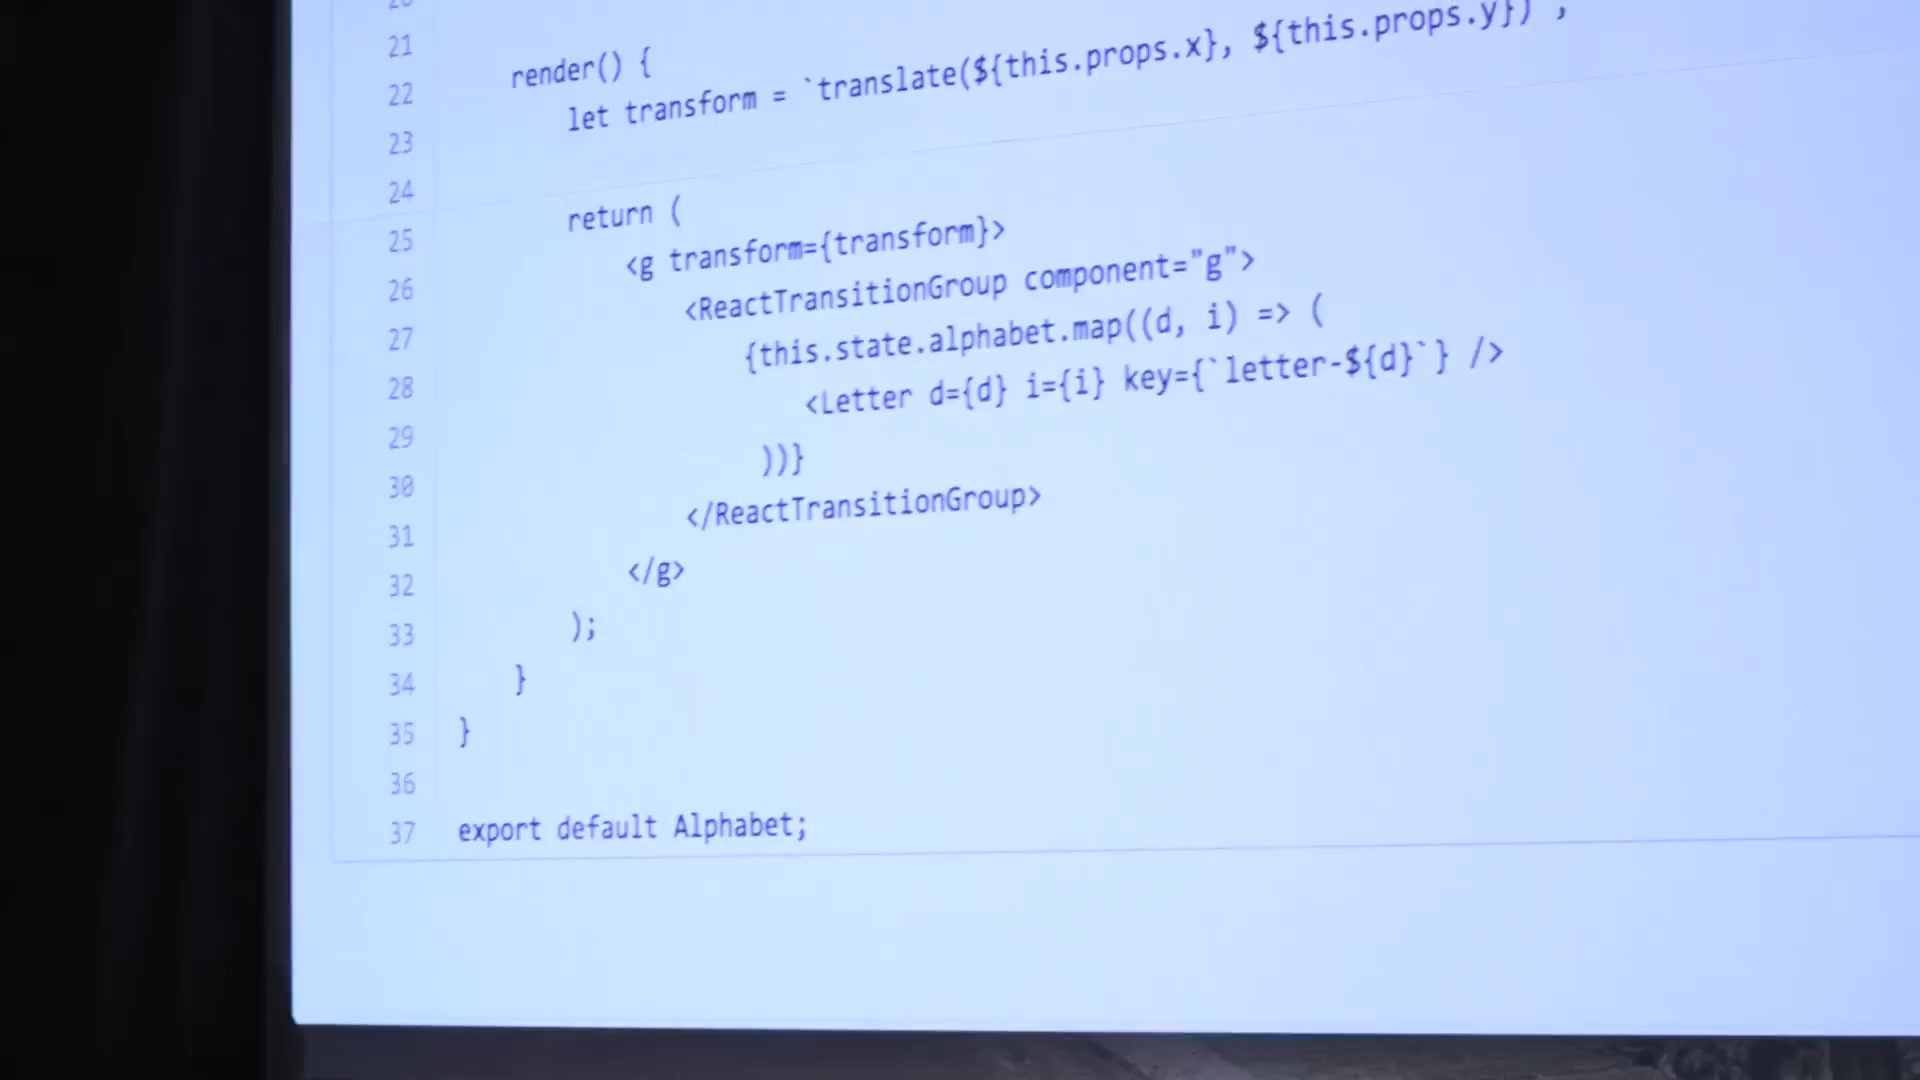 21
render() {
22
let transform = `translate(${this.props.x}, ${this.props.y})`;
23
24
return (
25
<g transform={transform}>
26
<ReactTransitionGroup component="g">
27
{this.state.alphabet.map((d, i) => (
28
<Letter d={d} i={i} key={`letter-${d}`} />
29
))}
30
</ReactTransitionGroup>
31
</g>
32
);
33
}
34
}
35
36
export default Alphabet;
37